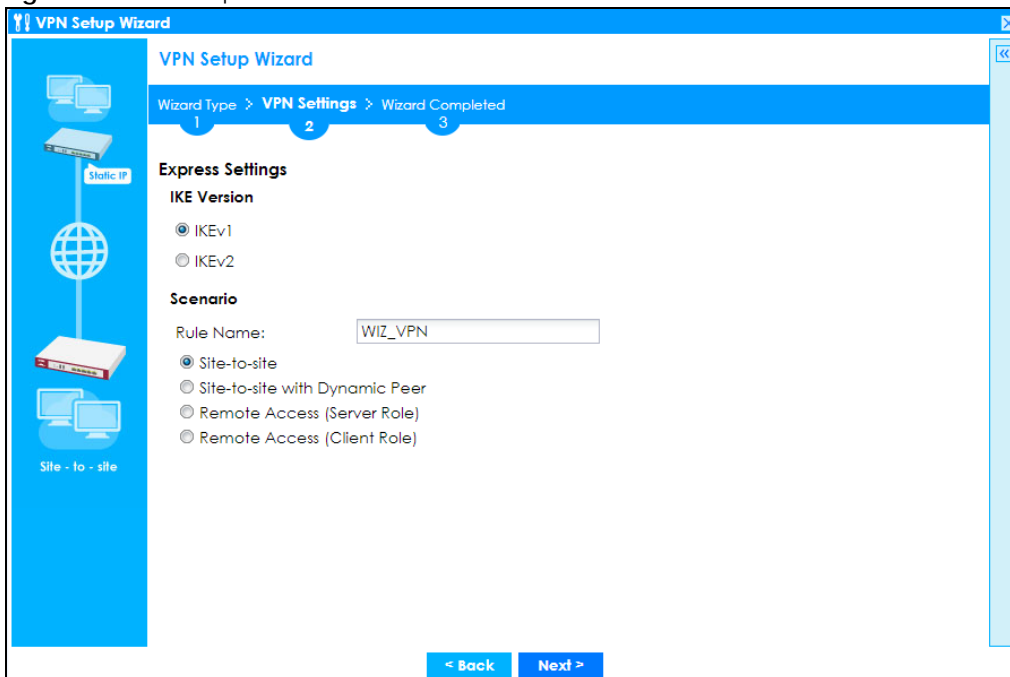 VPN Setup Wizard
VPN Setup Wizard
Wizard Type > VPN Settings > Wizard Completed
1 2 3
Static IP
Express Settings
IKE Version
IKEv1
IKEv2
Scenario
Rule Name: WIZ_VPN
Site-to-site
Site-to-site with Dynamic Peer
Remote Access (Server Role)
Remote Access (Client Role)
Site - to - site
< Back Next >